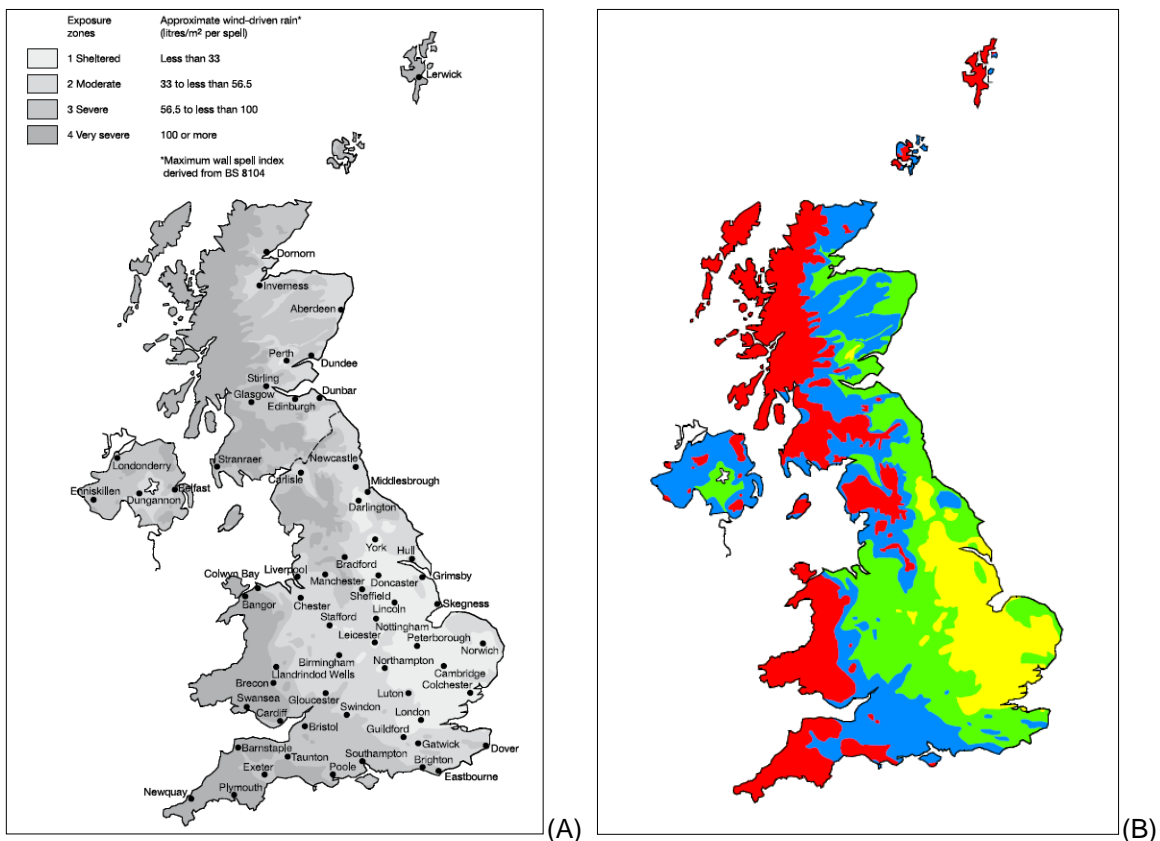 Exposure zones
Approximate wind-driven rain*
(litres/m² per spell)
1 Sheltered Less than 33
2 Moderate 33 to less than 56.5
3 Severe 56.5 to less than 100
4 Very severe 100 or more
*Maximum wall spell index
derived from BS 8104
Lerwick
Dornorn
Inverness
Aberdeen
Perth
Dundee
Stirling
Glasgow
Dunbar
Edinburgh
Stranraer
Newcastle
Londonderry
Carlisle
Middlesbrough
Enniskillen
Belfast
Dungannon
Darlington
York
Hull
Bradford
Liverpool
Colwyn Bay
Manchester
Doncaster
Grimsby
Sheffield
Bangor
Chester
Lincoln
Skegness
Stafford
Nottingham
Leicester
Peterborough
Norwich
Birmingham
Northampton
Llandrindod Wells
Cambridge
Brecon
Colchester
Swansea
Gloucester
Luton
Cardiff
Swindon
London
Bristol
Guildford
Barnstaple
Southampton
Gatwick
Dover
Taunton
Exeter
Poole
Brighton
Eastbourne
Newquay
Plymouth
(A)
(B)